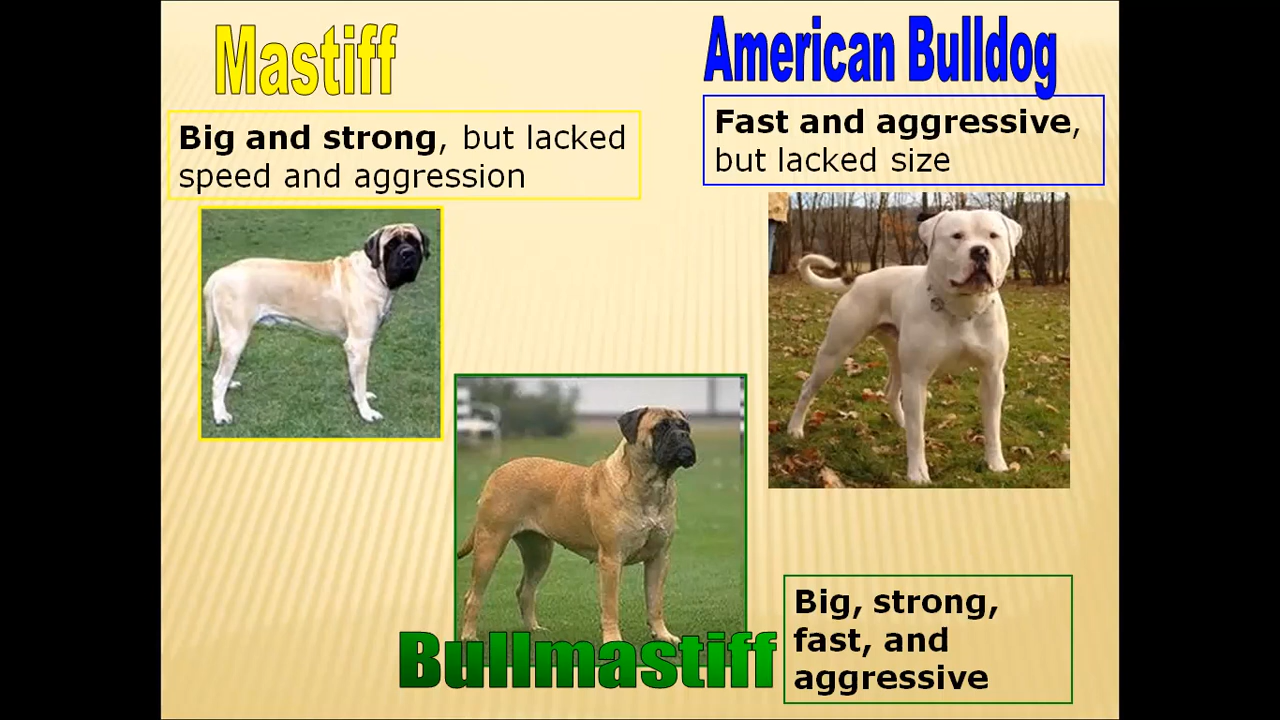 Mastiff
Big and strong, but lacked
speed and aggression
American Bulldog
Fast and aggressive,
but lacked size
Bullmastiff
Big, strong,
fast, and
aggressive